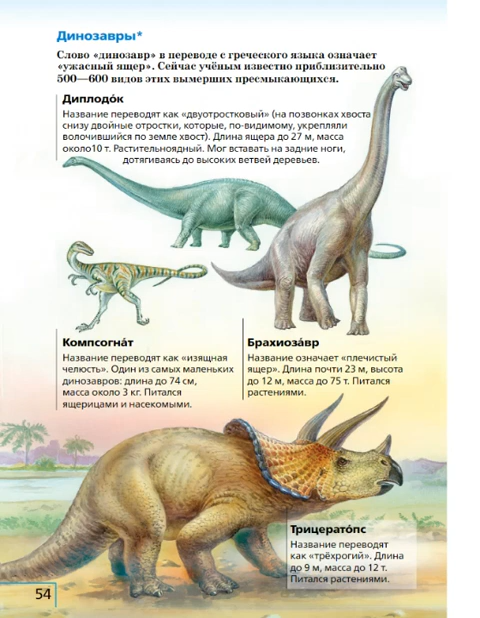 Динозавры*
Слово «динозавр» в переводе с греческого языка означает
«ужасный ящер». Сейчас учёным известно приблизительно
500—600 видов этих вымерших пресмыкающихся.
Диплодо́к
Название переводят как «двуотростковый» (на позвонках хвоста
снизу двойные отростки, которые, по-видимому, укрепляли
волочившийся по земле хвост). Длина ящера до 27 м, масса
около10 т. Растительноядный. Мог вставать на задние ноги,
дотягиваясь до высоких ветвей деревьев.
Компсогна́т
Название переводят как «изящная
челюсть». Один из самых маленьких
динозавров: длина до 74 см,
масса около 3 кг. Питался
ящерицами и насекомыми.
Брахиоза́вр
Название означает «плечистый
ящер». Длина почти 23 м, высота
до 12 м, масса до 75 т. Питался
растениями.
Трицерато́пс
Название переводят
как «трёхрогий». Длина
до 9 м, масса до 12 т.
Питался растениями.
54